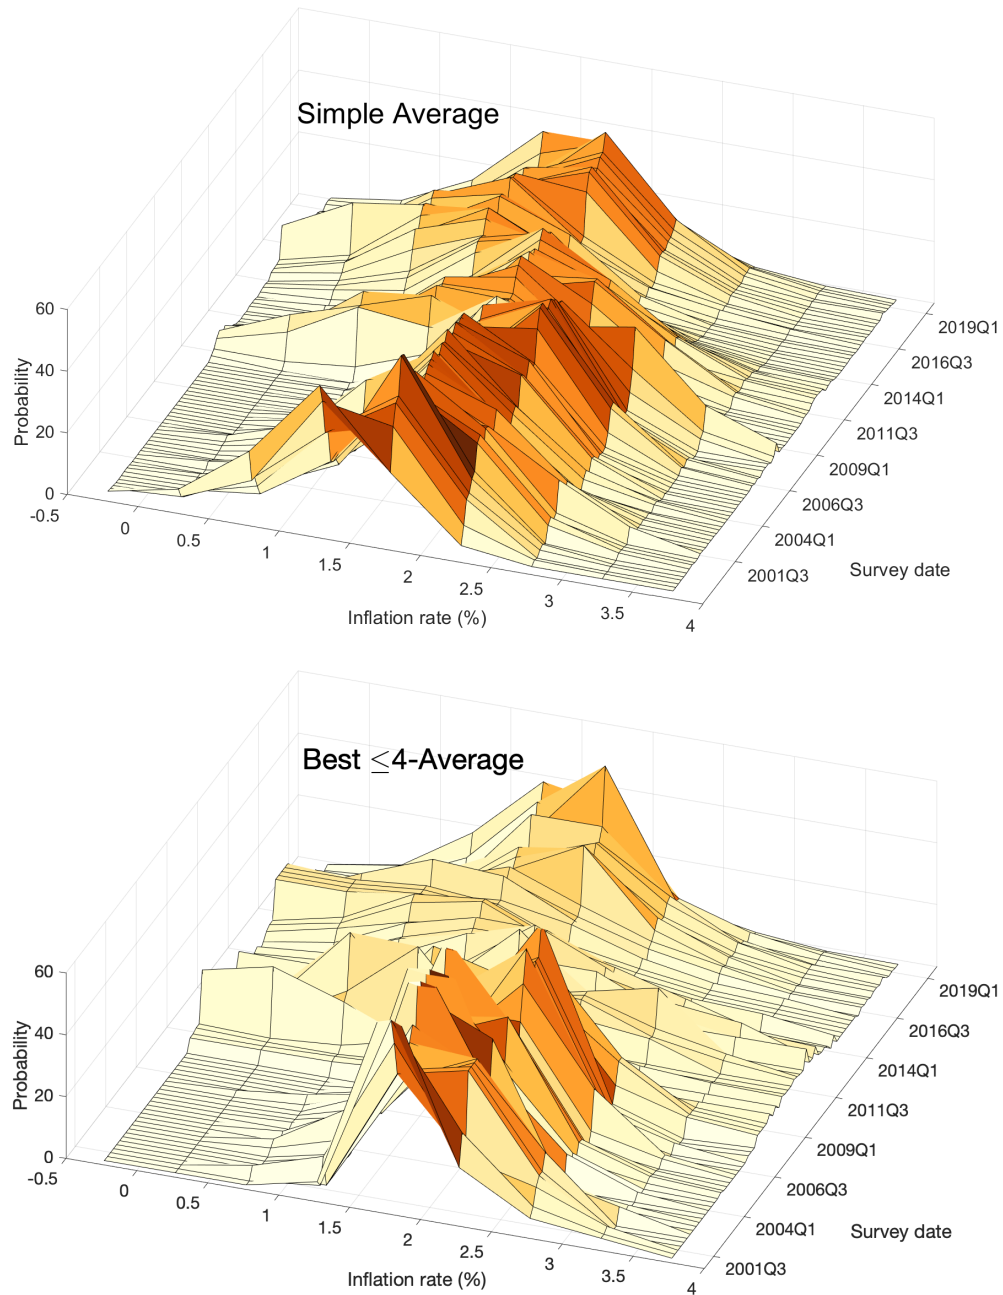 Simple Average
60
40
20
0
Probability
-0.5
0
0.5
1
1.5
2
2.5
3
3.5
4
Inflation rate (%)
2019Q1
2016Q3
2014Q1
2011Q3
2009Q1
2006Q3
2004Q1
2001Q3
Survey date
Best ≤4-Average
60
40
20
0
Probability
-0.5
0
0.5
1
1.5
2
2.5
3
3.5
4
Inflation rate (%)
2019Q1
2016Q3
2014Q1
2011Q3
2009Q1
2006Q3
2004Q1
2001Q3
Survey date